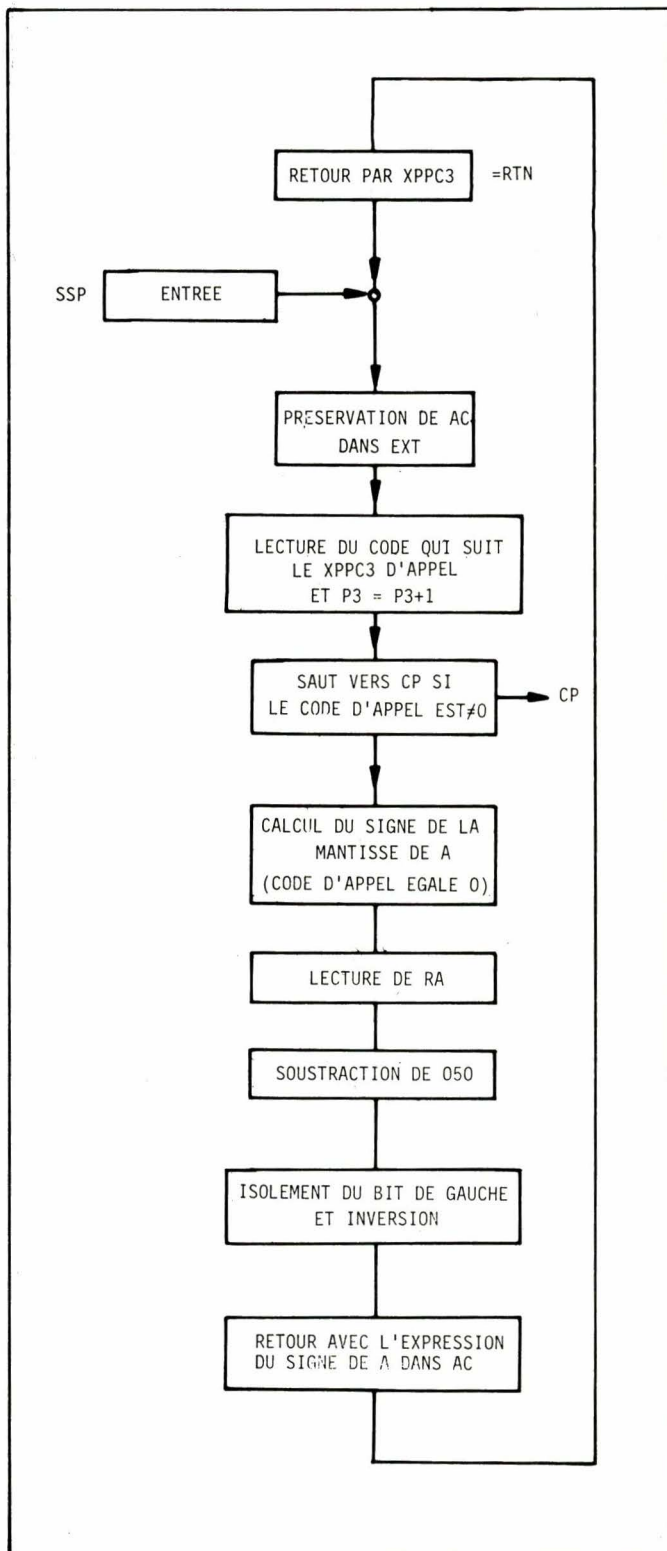 RETOUR PAR XPPC3 =RTN
SSP ENTREE
PRESERVATION DE AC
DANS EXT
LECTURE DU CODE QUI SUIT
LE XPPC3 D'APPEL
ET P3 = P3+1
SAUT VERS CP SI
LE CODE D'APPEL EST≠0
CP
CALCUL DU SIGNE DE LA
MANTISSE DE A
(CODE D'APPEL EGALE 0)
LECTURE DE RA
SOUSTRACTION DE 050
ISOLEMENT DU BIT DE GAUCHE
ET INVERSION
RETOUR AVEC L'EXPRESSION
DU SIGNE DE A DANS AC